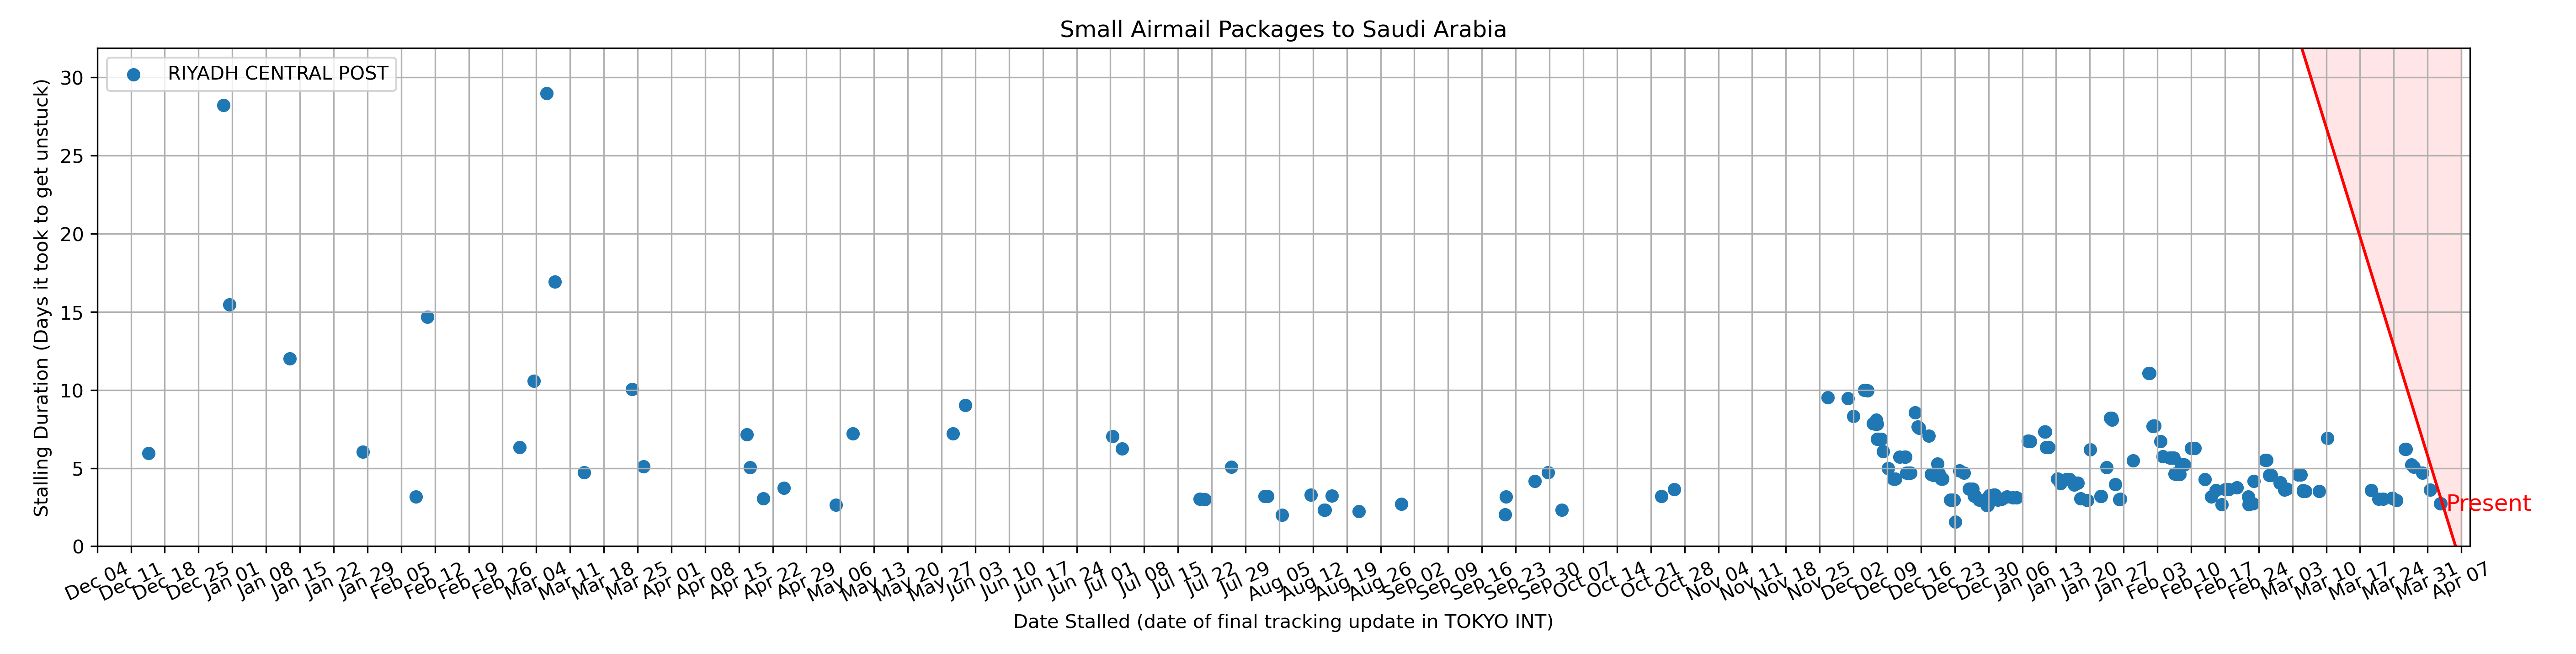 Small Airmail Packages to Saudi Arabia
RIYADH CENTRAL POST
Stalling Duration (Days it took to get unstuck)
30
25
20
15
10
5
0
Present
Dec 04 Dec 11 Dec 18 Dec 25 Jan 01 Jan 08 Jan 15 Jan 22 Jan 29 Feb 05 Feb 12 Feb 19 Feb 26 Mar 04 Mar 11 Mar 18 Mar 25 Apr 01 Apr 08 Apr 15 Apr 22 Apr 29 May 06 May 13 May 20 May 27 Jun 03 Jun 10 Jun 17 Jun 24 Jul 01 Jul 08 Jul 15 Jul 22 Jul 29 Aug 05 Aug 12 Aug 19 Aug 26 Sep 02 Sep 09 Sep 16 Sep 23 Sep 30 Oct 07 Oct 14 Oct 21 Oct 28 Nov 04 Nov 11 Nov 18 Nov 25 Dec 02 Dec 09 Dec 16 Dec 23 Dec 30 Jan 06 Jan 13 Jan 20 Jan 27 Feb 03 Feb 10 Feb 17 Feb 24 Mar 03 Mar 10 Mar 17 Mar 24 Mar 31 Apr 07
Date Stalled (date of final tracking update in TOKYO INT)